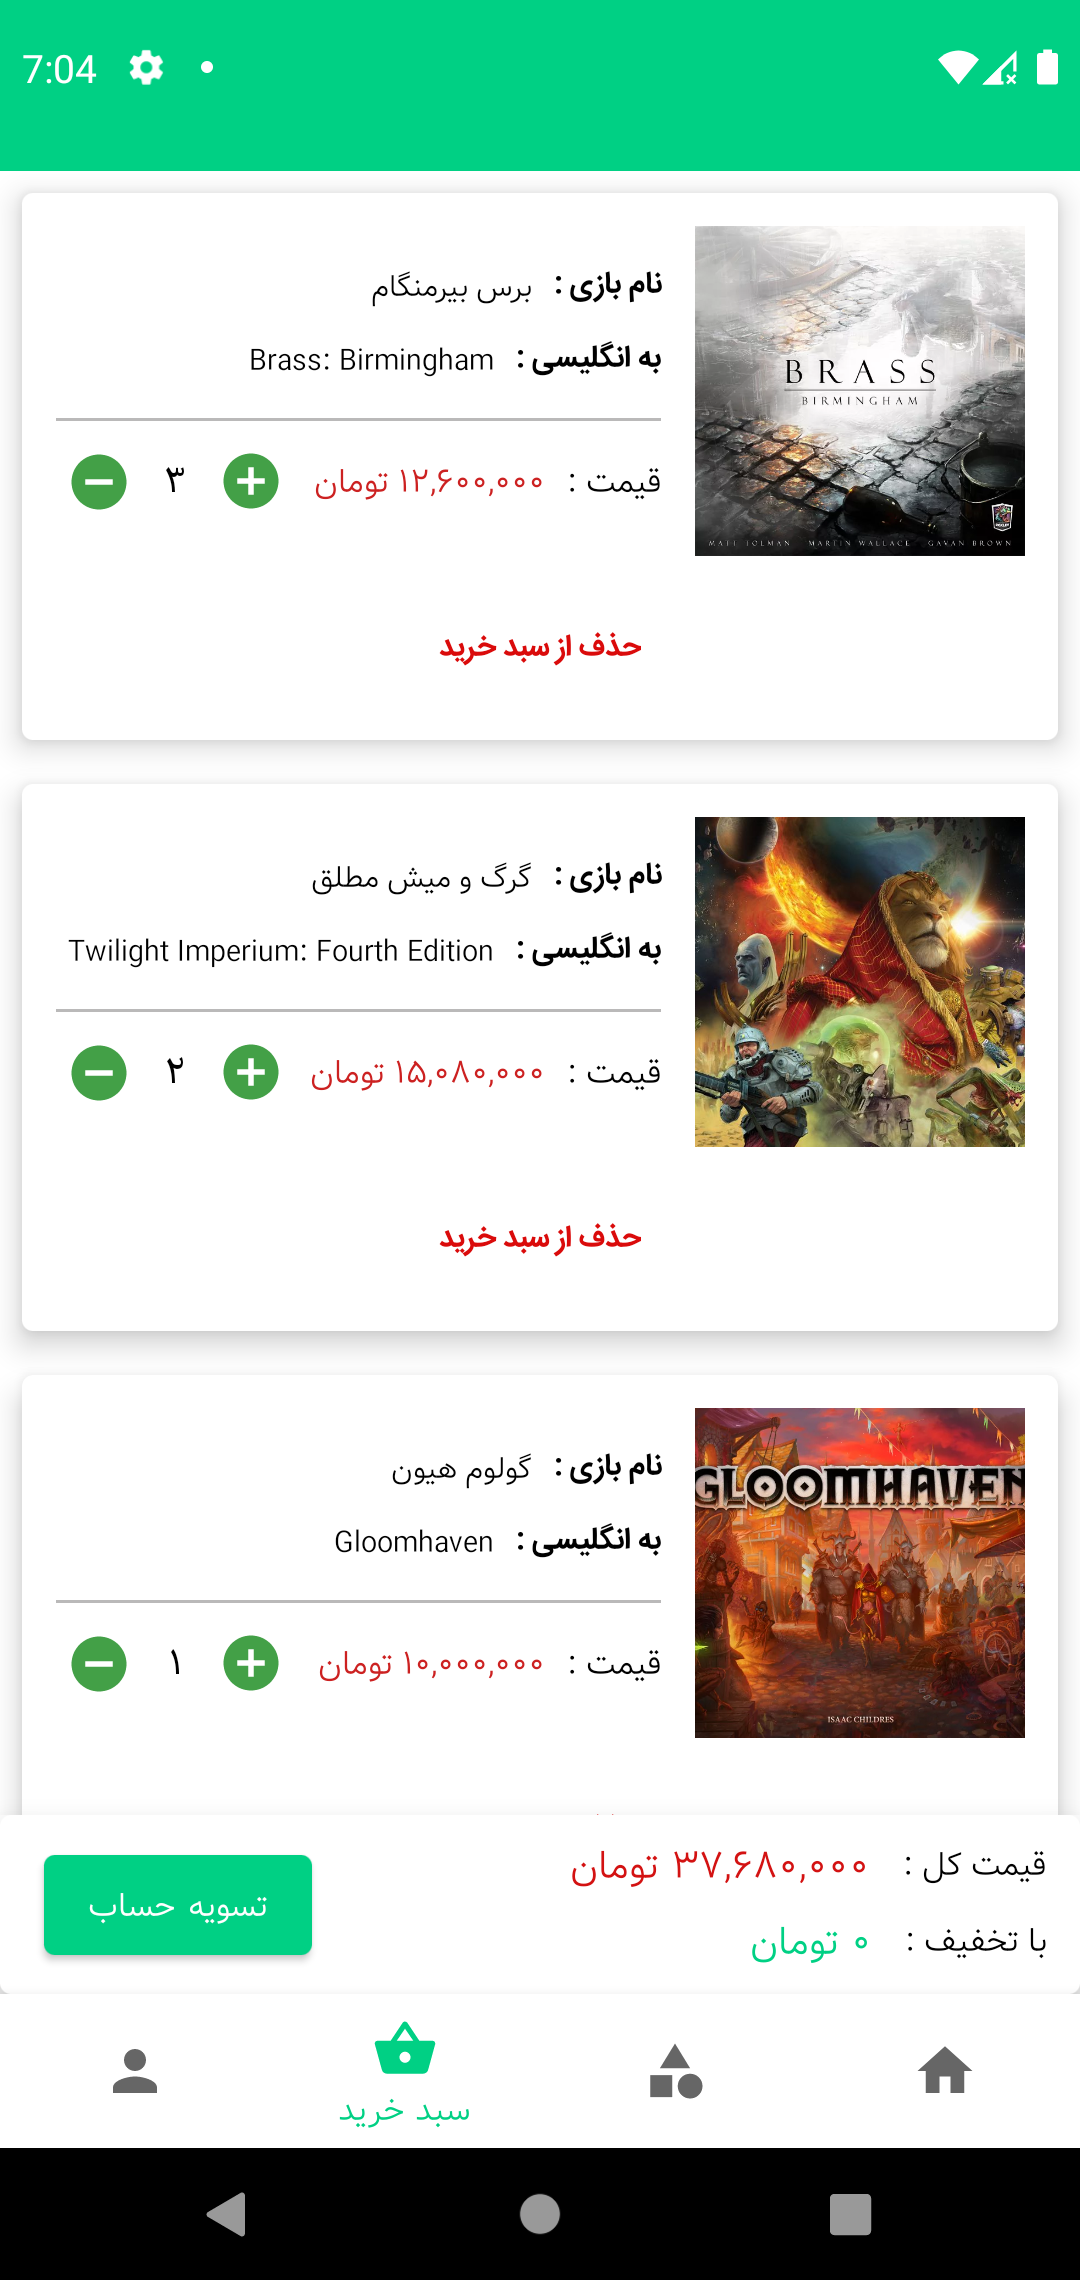 7:04
نام بازی : برس بیرمنگام
به انگلیسی : Brass: Birmingham
قیمت : ۱۲,۶۰۰,۰۰۰ تومان
۳
حذف از سبد خرید
BRASS
BIRMINGHAM
MATT TOLMAN MARTIN WALLACE GAVAN BROWN
نام بازی : گرگ و میش مطلق
به انگلیسی : Twilight Imperium: Fourth Edition
قیمت : ۱۵,۰۸۰,۰۰۰ تومان
۲
حذف از سبد خرید
نام بازی : گولوم هیون
به انگلیسی : Gloomhaven
قیمت : ۱۰,۰۰۰,۰۰۰ تومان
۱
GLOOMHAVEN
ISAAC CHILDRES
قیمت کل : ۳۷,۶۸۰,۰۰۰ تومان
با تخفیف : ۰ تومان
تسویه حساب
سبد خرید